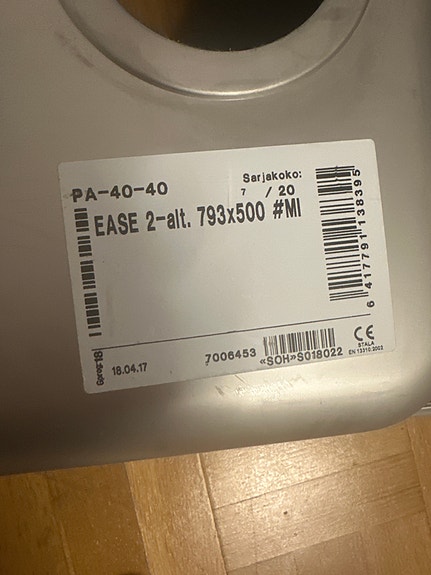 PA-40-40
Sarjakoko:
7 / 20
EASE 2-alt. 793x500 #MI
6 417791 138395
18.04.17
7006453
«SOH»S018022
CE
STALA
EN 13310:2003